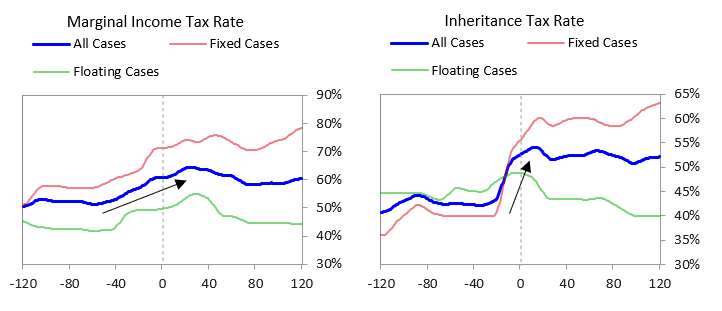 Marginal Income Tax Rate
All Cases
Fixed Cases
Floating Cases
90%
80%
70%
60%
50%
40%
30%
-120 -80 -40 0 40 80 120
Inheritance Tax Rate
All Cases
Fixed Cases
Floating Cases
65%
60%
55%
50%
45%
40%
35%
30%
-120 -80 -40 0 40 80 120